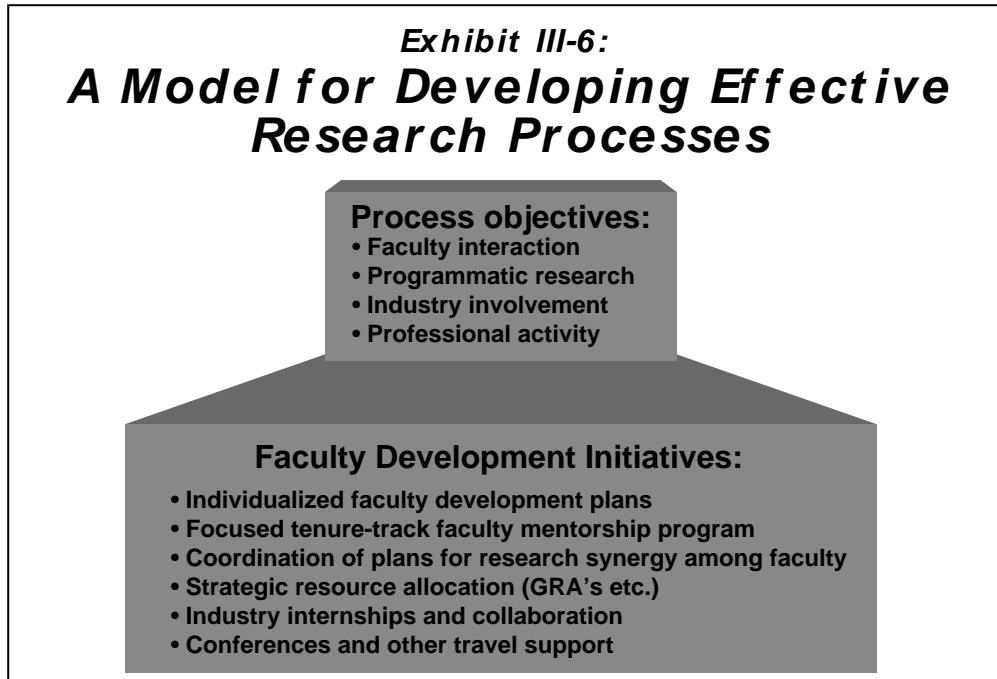 Exhibit III-6:
A Model for Developing Effective
Research Processes
Process objectives:
• Faculty interaction
• Programmatic research
• Industry involvement
• Professional activity
Faculty Development Initiatives:
• Individualized faculty development plans
• Focused tenure-track faculty mentorship program
• Coordination of plans for research synergy among faculty
• Strategic resource allocation (GRA's etc.)
• Industry internships and collaboration
• Conferences and other travel support